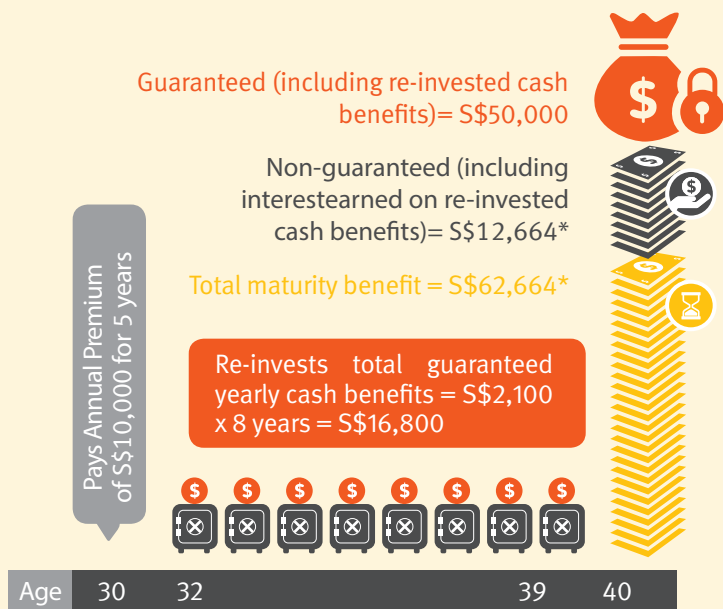 Guaranteed (including re-invested cash
benefits)= S$50,000
$
Non-guaranteed (including
interestearned on re-invested
cash benefits)= S$12,664*
$
$
Total maturity benefit = S$62,664*
$
Pays Annual Premium
of S$10,000 for 5 years
Re-invests total guaranteed
yearly cash benefits = S$2,100
x 8 years = S$16,800
$ $ $ $ $ $ $ $
Age 30 32 39 40